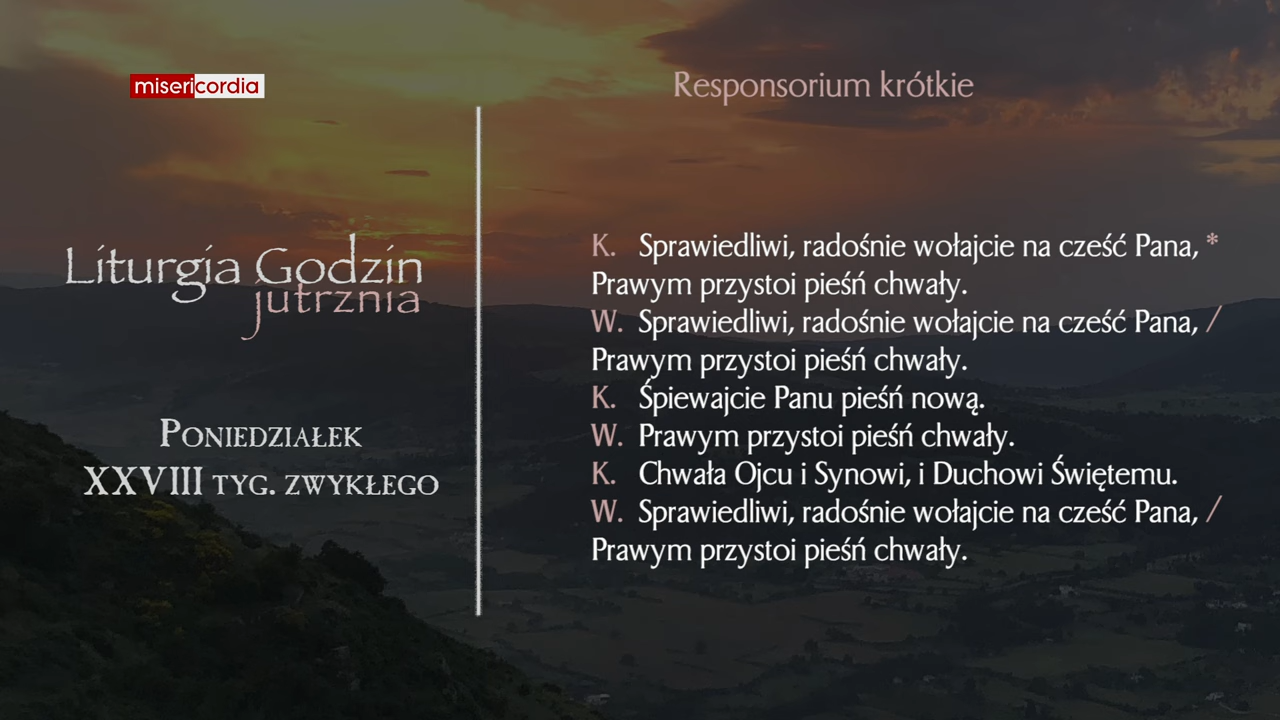 misericordia
Liturgia Godzin
jutrznia
Poniedziałek
XXVIII tyg. zwykłego
Responsorium krótkie
K. Sprawiedliwi, radośnie wołajcie na cześć Pana, *
Prawym przystoi pieśń chwały.
W. Sprawiedliwi, radośnie wołajcie na cześć Pana, /
Prawym przystoi pieśń chwały.
K. Śpiewajcie Panu pieśń nową.
W. Prawym przystoi pieśń chwały.
K. Chwała Ojcu i Synowi, i Duchowi Świętemu.
W. Sprawiedliwi, radośnie wołajcie na cześć Pana, /
Prawym przystoi pieśń chwały.